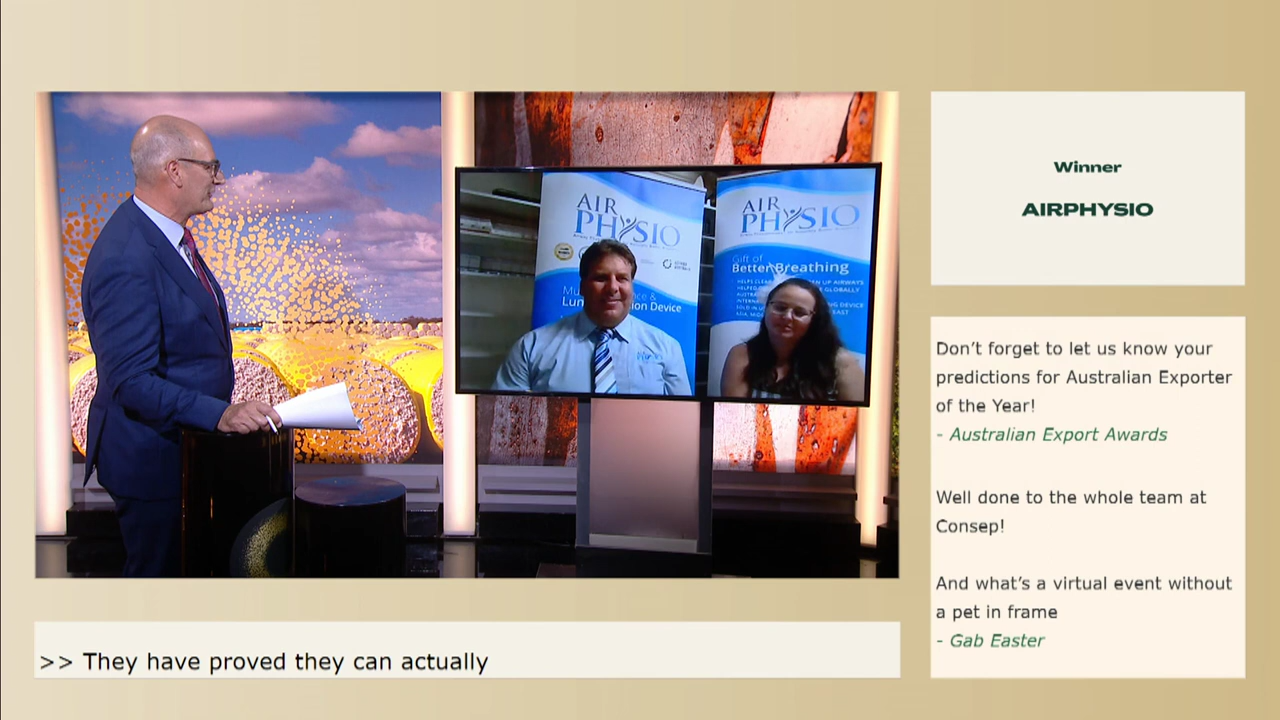 AIR
PHYSIO
AIR
PHYSIO
Gift of
Better Breathing
Winner
AIRPHYSIO
Don't forget to let us know your
predictions for Australian Exporter
of the Year!
- Australian Export Awards
Well done to the whole team at
Consep!
And what's a virtual event without
a pet in frame
- Gab Easter
>> They have proved they can actually